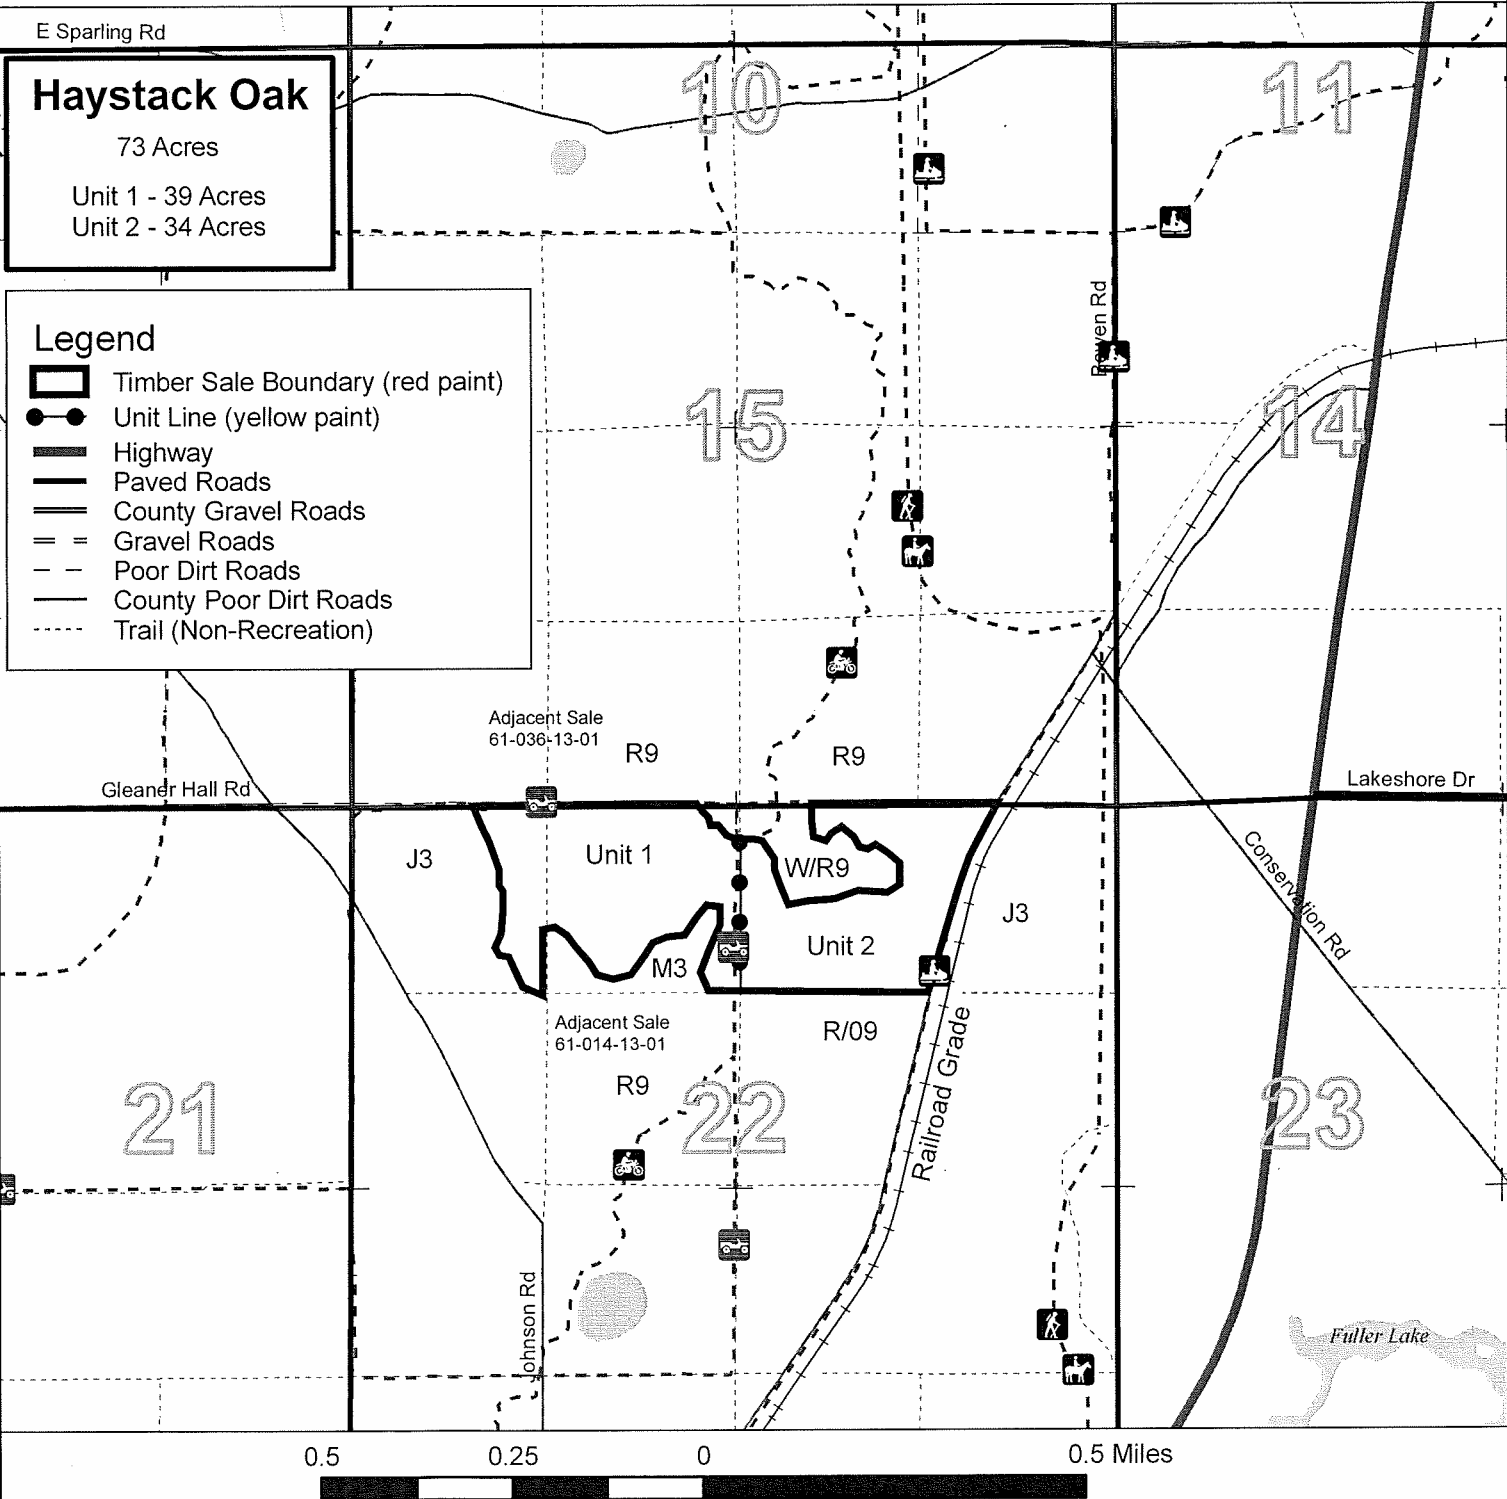 E Sparling Rd
Haystack Oak
73 Acres
Unit 1 - 39 Acres
Unit 2 - 34 Acres
10
11
Legend
Timber Sale Boundary (red paint)
Unit Line (yellow paint)
Highway
Paved Roads
County Gravel Roads
Gravel Roads
Poor Dirt Roads
County Poor Dirt Roads
Trail (Non-Recreation)
15
14
Adjacent Sale
61-036-13-01
R9
R9
Gleaner Hall Rd
Lakeshore Dr
J3
Unit 1
W/R9
Conservation Rd
J3
Unit 2
M3
Adjacent Sale
61-014-13-01
R/09
Railroad Grade
R9
21
22
23
Johnson Rd
Fuller Lake
0.5
0.25
0
0.5 Miles